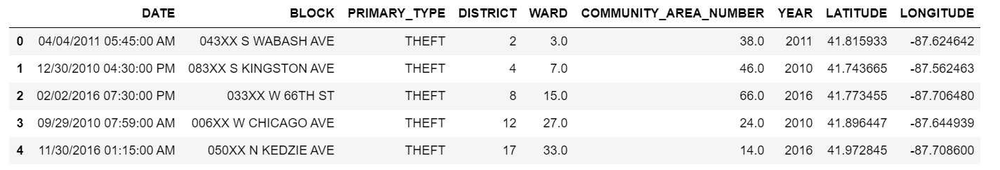 DATE BLOCK PRIMARY_TYPE DISTRICT WARD COMMUNITY_AREA_NUMBER YEAR LATITUDE LONGITUDE
0 04/04/2011 05:45:00 AM 043XX S WABASH AVE THEFT 2 3.0 38.0 2011 41.815933 -87.624642
1 12/30/2010 04:30:00 PM 083XX S KINGSTON AVE THEFT 4 7.0 46.0 2010 41.743665 -87.562463
2 02/02/2016 07:30:00 PM 033XX W 66TH ST THEFT 8 15.0 66.0 2016 41.773455 -87.706480
3 09/29/2010 07:59:00 AM 006XX W CHICAGO AVE THEFT 12 27.0 24.0 2010 41.896447 -87.644939
4 11/30/2016 01:15:00 AM 050XX N KEDZIE AVE THEFT 17 33.0 14.0 2016 41.972845 -87.708600